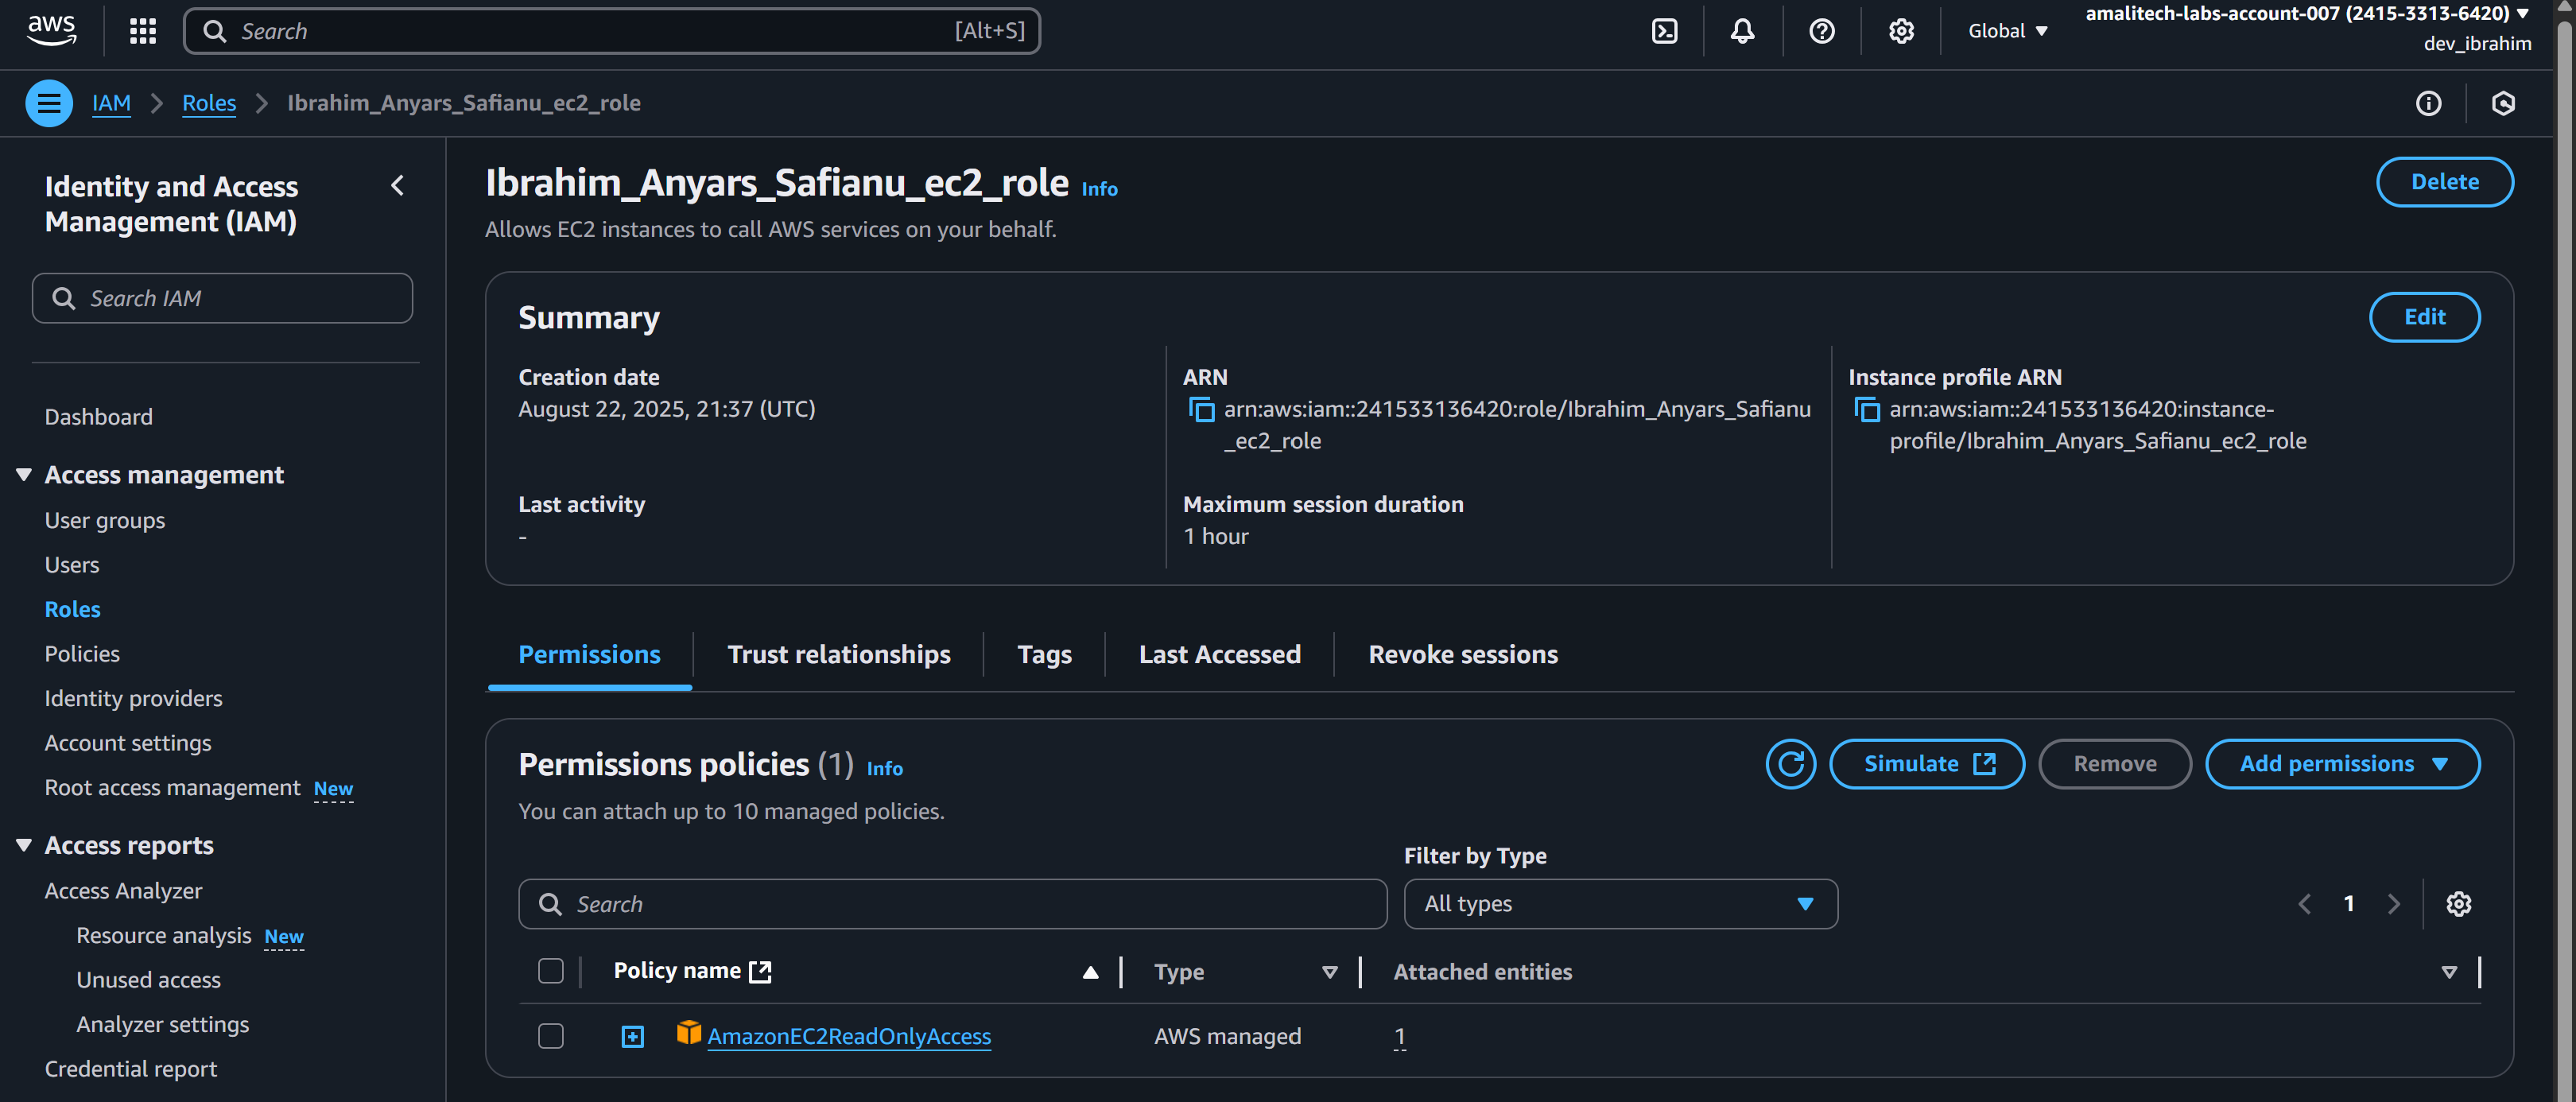 aws
Search
[Alt+S]
Global
amalitech-labs-account-007 (2415-3313-6420)
dev_ibrahim
IAM
Roles
Ibrahim_Anyars_Safianu_ec2_role
Identity and Access
Management (IAM)
Search IAM
Dashboard
Access management
User groups
Users
Roles
Policies
Identity providers
Account settings
Root access management New
Access reports
Access Analyzer
Resource analysis New
Unused access
Analyzer settings
Credential report
Ibrahim_Anyars_Safianu_ec2_role Info
Delete
Allows EC2 instances to call AWS services on your behalf.
Summary
Edit
Creation date
August 22, 2025, 21:37 (UTC)
ARN
arn:aws:iam::241533136420:role/Ibrahim_Anyars_Safianu
_ec2_role
Instance profile ARN
arn:aws:iam::241533136420:instance-
profile/Ibrahim_Anyars_Safianu_ec2_role
Last activity
-
Maximum session duration
1 hour
Permissions
Trust relationships
Tags
Last Accessed
Revoke sessions
Permissions policies (1) Info
Simulate
Remove
Add permissions
You can attach up to 10 managed policies.
Filter by Type
Search
All types
1
Policy name
Type
Attached entities
AmazonEC2ReadOnlyAccess
AWS managed
1